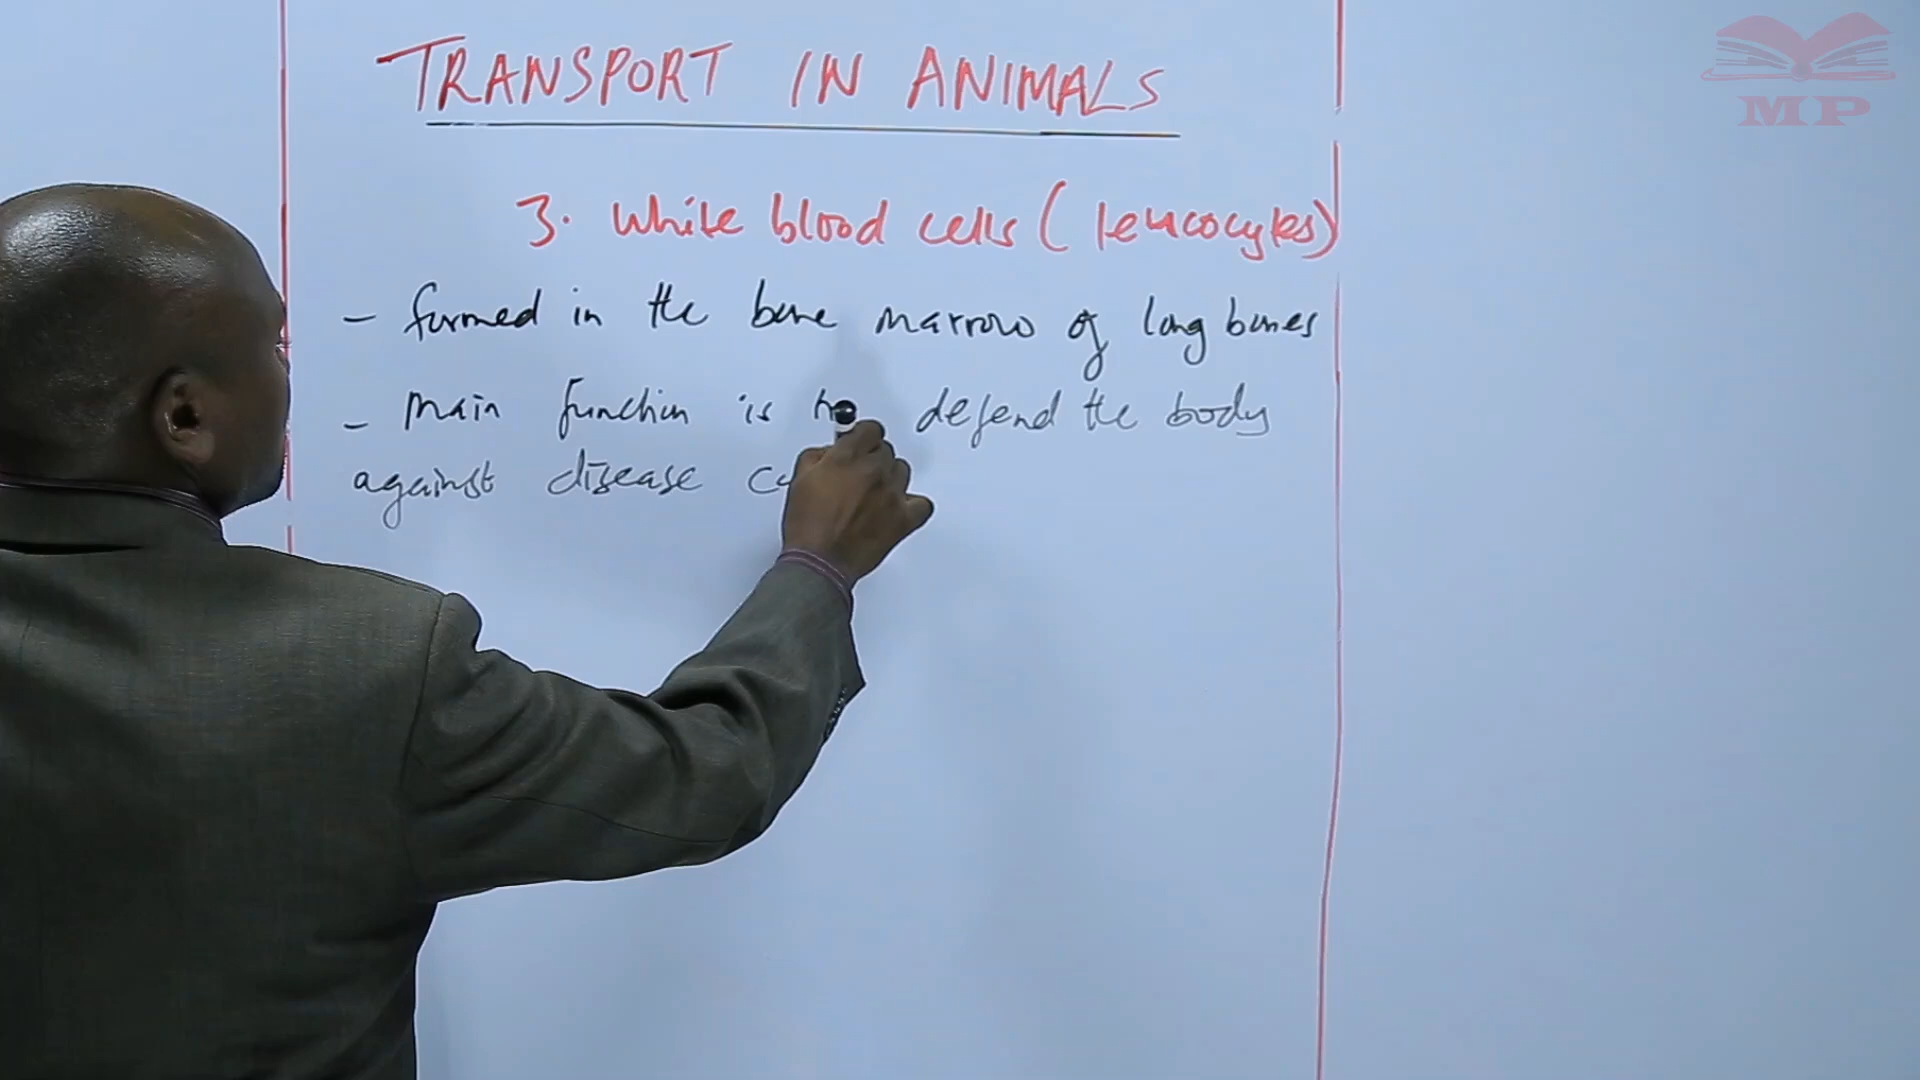 TRANSPORT IN ANIMALS
3. White blood cells (leucocytes)
- formed in the bone marrow of long bones
- Main function is to defend the body
against disease
MP